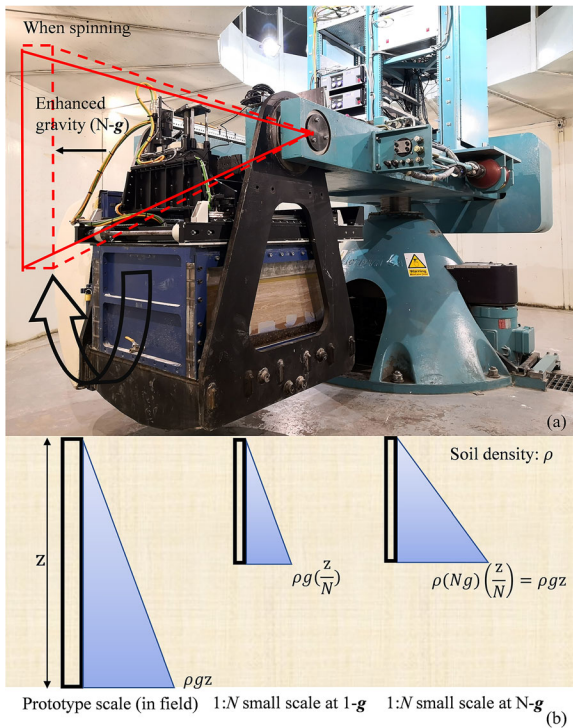 When spinning
Enhanced
gravity (N-g)
Warning
(a)
Soil density: ρ
z
ρg(z/N)
ρ(Ng)(z/N) = ρgz
ρgz
Prototype scale (in field)
1:N small scale at 1-g
1:N small scale at N-g
(b)